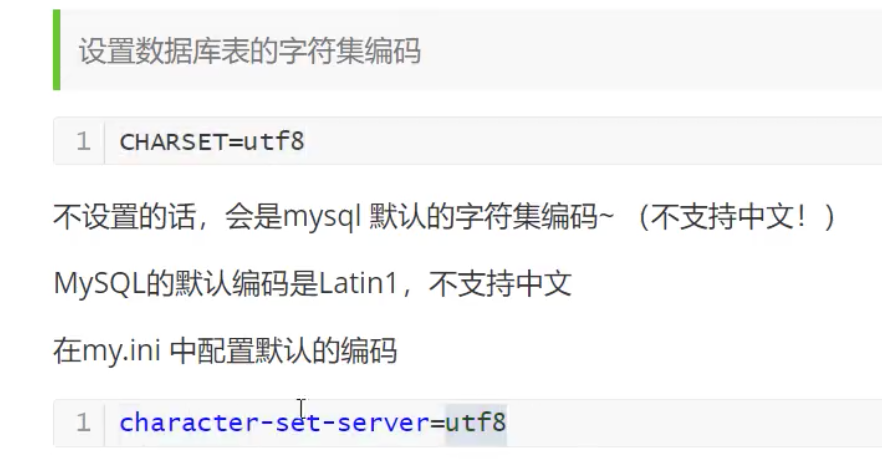 设置数据库表的字符集编码
1 CHARSET=utf8
不设置的话，会是mysql 默认的字符集编码~ （不支持中文！）
MySQL的默认编码是Latin1，不支持中文
在my.ini 中配置默认的编码
1 character-set-server=utf8